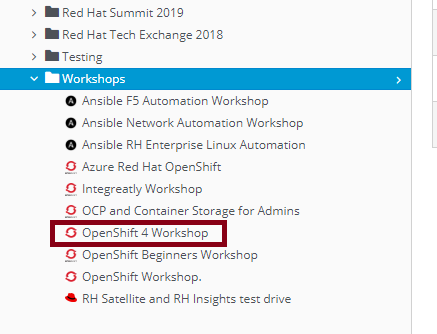 Red Hat Summit 2019
Red Hat Tech Exchange 2018
Testing
Workshops
Ansible F5 Automation Workshop
Ansible Network Automation Workshop
Ansible RH Enterprise Linux Automation
Azure Red Hat OpenShift
Integreatly Workshop
OCP and Container Storage for Admins
OpenShift 4 Workshop
OpenShift Beginners Workshop
OpenShift Workshop.
RH Satellite and RH Insights test drive